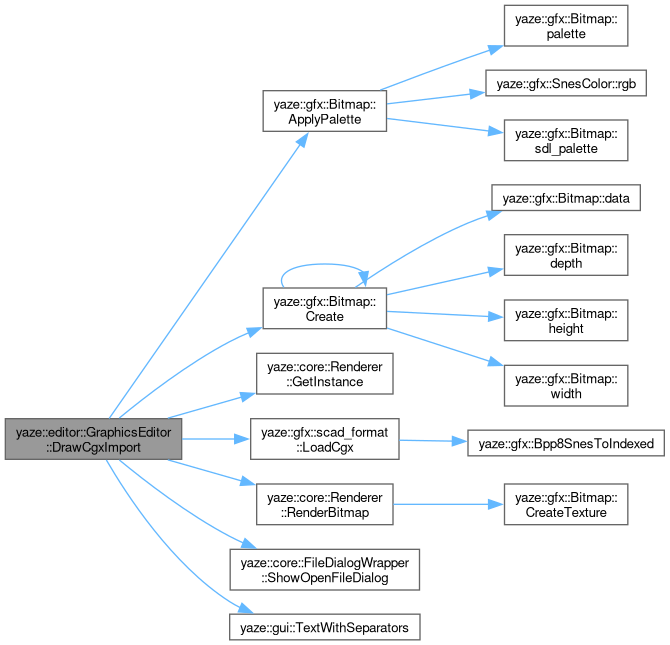 yaze::gfx::Bitmap::
palette
yaze::gfx::SnesColor::rgb
yaze::gfx::Bitmap::
ApplyPalette
yaze::gfx::Bitmap::
sdl_palette
yaze::gfx::Bitmap::data
yaze::gfx::Bitmap::
depth
yaze::gfx::Bitmap::
Create
yaze::gfx::Bitmap::
height
yaze::gfx::Bitmap::
width
yaze::core::Renderer
::GetInstance
yaze::editor::GraphicsEditor
::DrawCgxImport
yaze::gfx::scad_format
::LoadCgx
yaze::gfx::Bpp8SnesToIndexed
yaze::core::Renderer
::RenderBitmap
yaze::gfx::Bitmap::
CreateTexture
yaze::core::FileDialogWrapper
::ShowOpenFileDialog
yaze::gui::TextWithSeparators